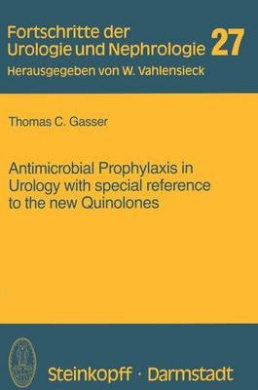 Fortschritte der
Urologie und Nephrologie 27
Herausgegeben von W. Vahlensieck
Thomas C. Gasser
Antimicrobial Prophylaxis in
Urology with special reference
to the new Quinolones
Steinkopff · Darmstadt